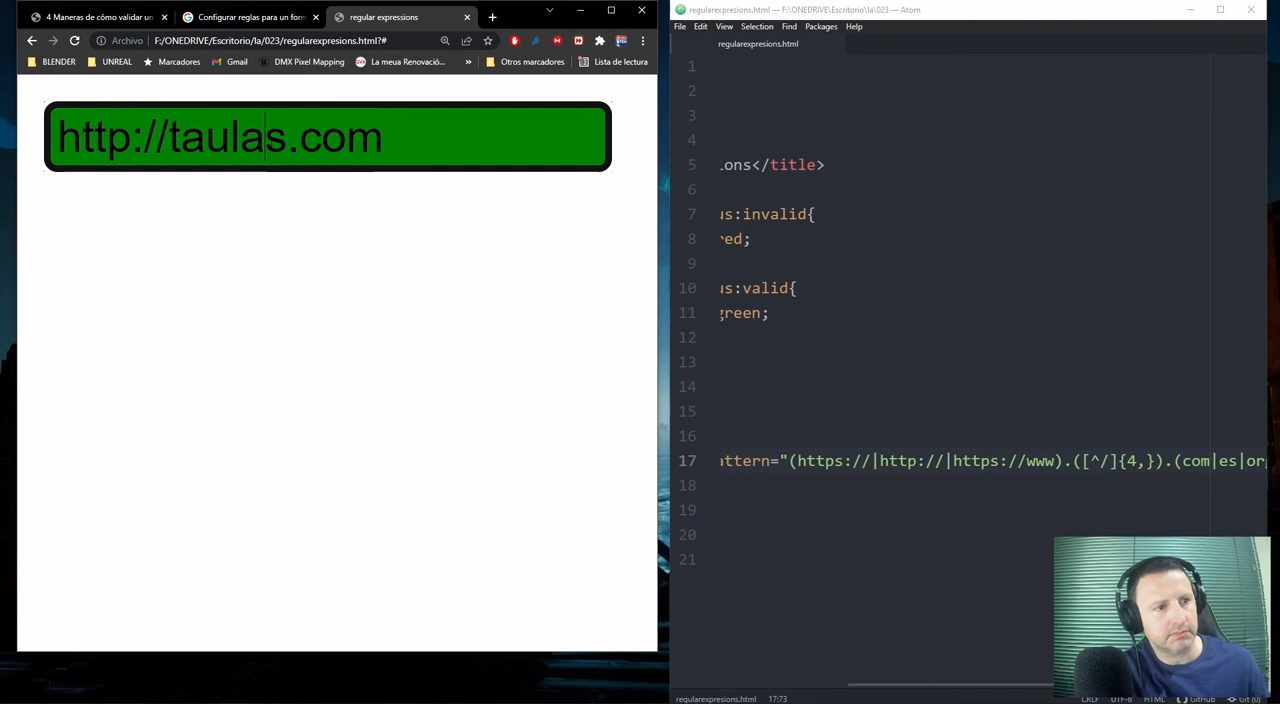 4 Maneras de cómo validar un
Configurar reglas para un form
regular expressions
Archivo F:/ONEDRIVE/Escritorio/Ia/023/regularexpresions.html?#
BLENDER UNREAL Marcadores Gmail DMX Pixel Mapping La meua Renovació... » Otros marcadores Lista de lectura
http://taulas.com
regularexpresions.html — F:\ONEDRIVE\Escritorio\Ia\023 — Atom
File Edit View Selection Find Packages Help
regularexpresions.html
1
2
3
4
5 ions</title>
6
7 us:invalid{
8 red;
9
10 us:valid{
11 green;
12
13
14
15
16
17 attern="(https://|http://|https://www).([^/]{4,}).(com|es|or
18
19
20
21
regularexpresions.html 17:73 CRLF UTF-8 HTML GitHub Git (0)